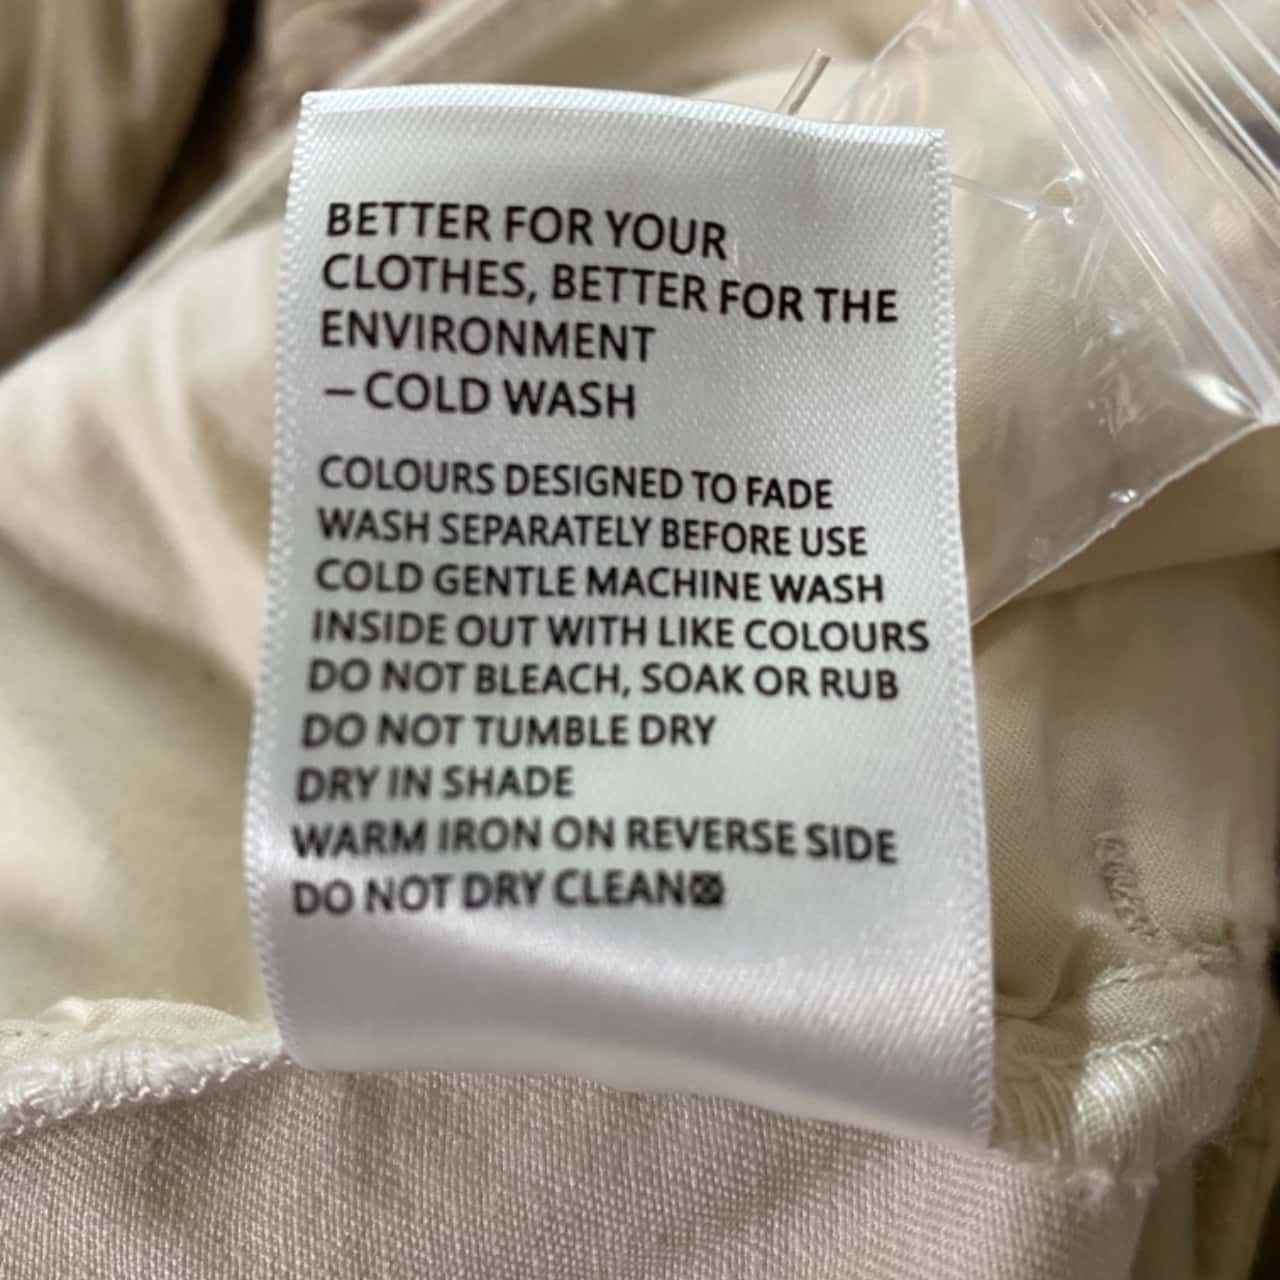 BETTER FOR YOUR
CLOTHES, BETTER FOR THE
ENVIRONMENT
– COLD WASH
COLOURS DESIGNED TO FADE
WASH SEPARATELY BEFORE USE
COLD GENTLE MACHINE WASH
INSIDE OUT WITH LIKE COLOURS
DO NOT BLEACH, SOAK OR RUB
DO NOT TUMBLE DRY
DRY IN SHADE
WARM IRON ON REVERSE SIDE
DO NOT DRY CLEAN